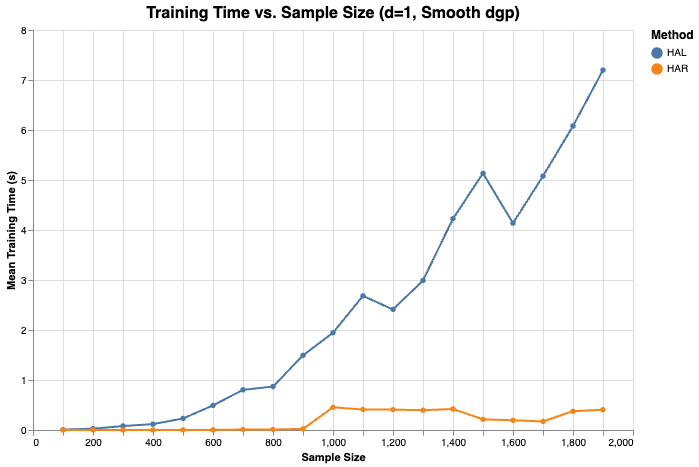 Training Time vs. Sample Size (d=1, Smooth dgp)
Method
HAL
HAR
Mean Training Time (s)
8
7
6
5
4
3
2
1
0
0 200 400 600 800 1,000 1,200 1,400 1,600 1,800 2,000
Sample Size